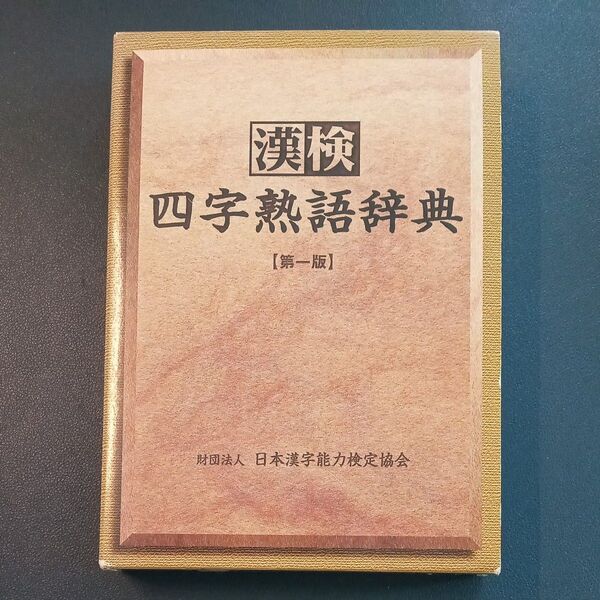 漢検
四字熟語辞典
【第一版】
財団法人 日本漢字能力検定協会